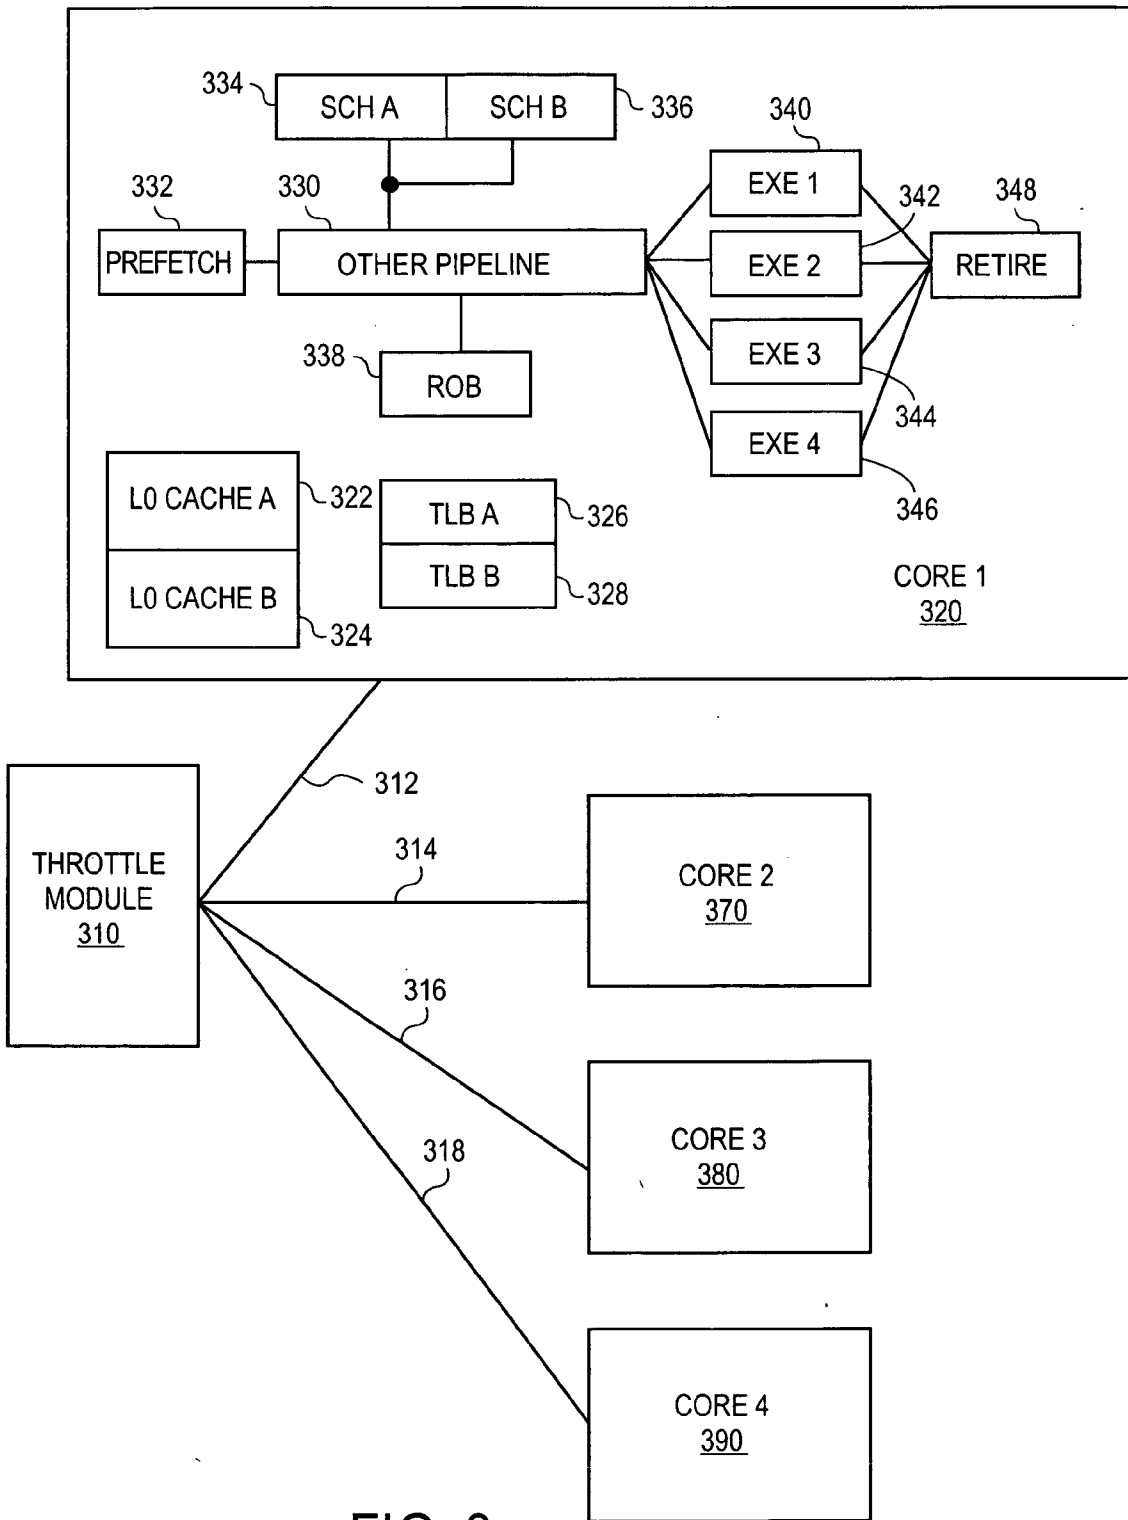 334
SCH A
SCH B
336
340
EXE 1
332
330
342
348
PREFETCH
OTHER PIPELINE
EXE 2
RETIRE
338
ROB
EXE 3
344
EXE 4
346
L0 CACHE A
322
TLB A
326
L0 CACHE B
324
TLB B
328
CORE 1
320
312
THROTTLE
MODULE
310
314
CORE 2
370
316
CORE 3
380
318
CORE 4
390